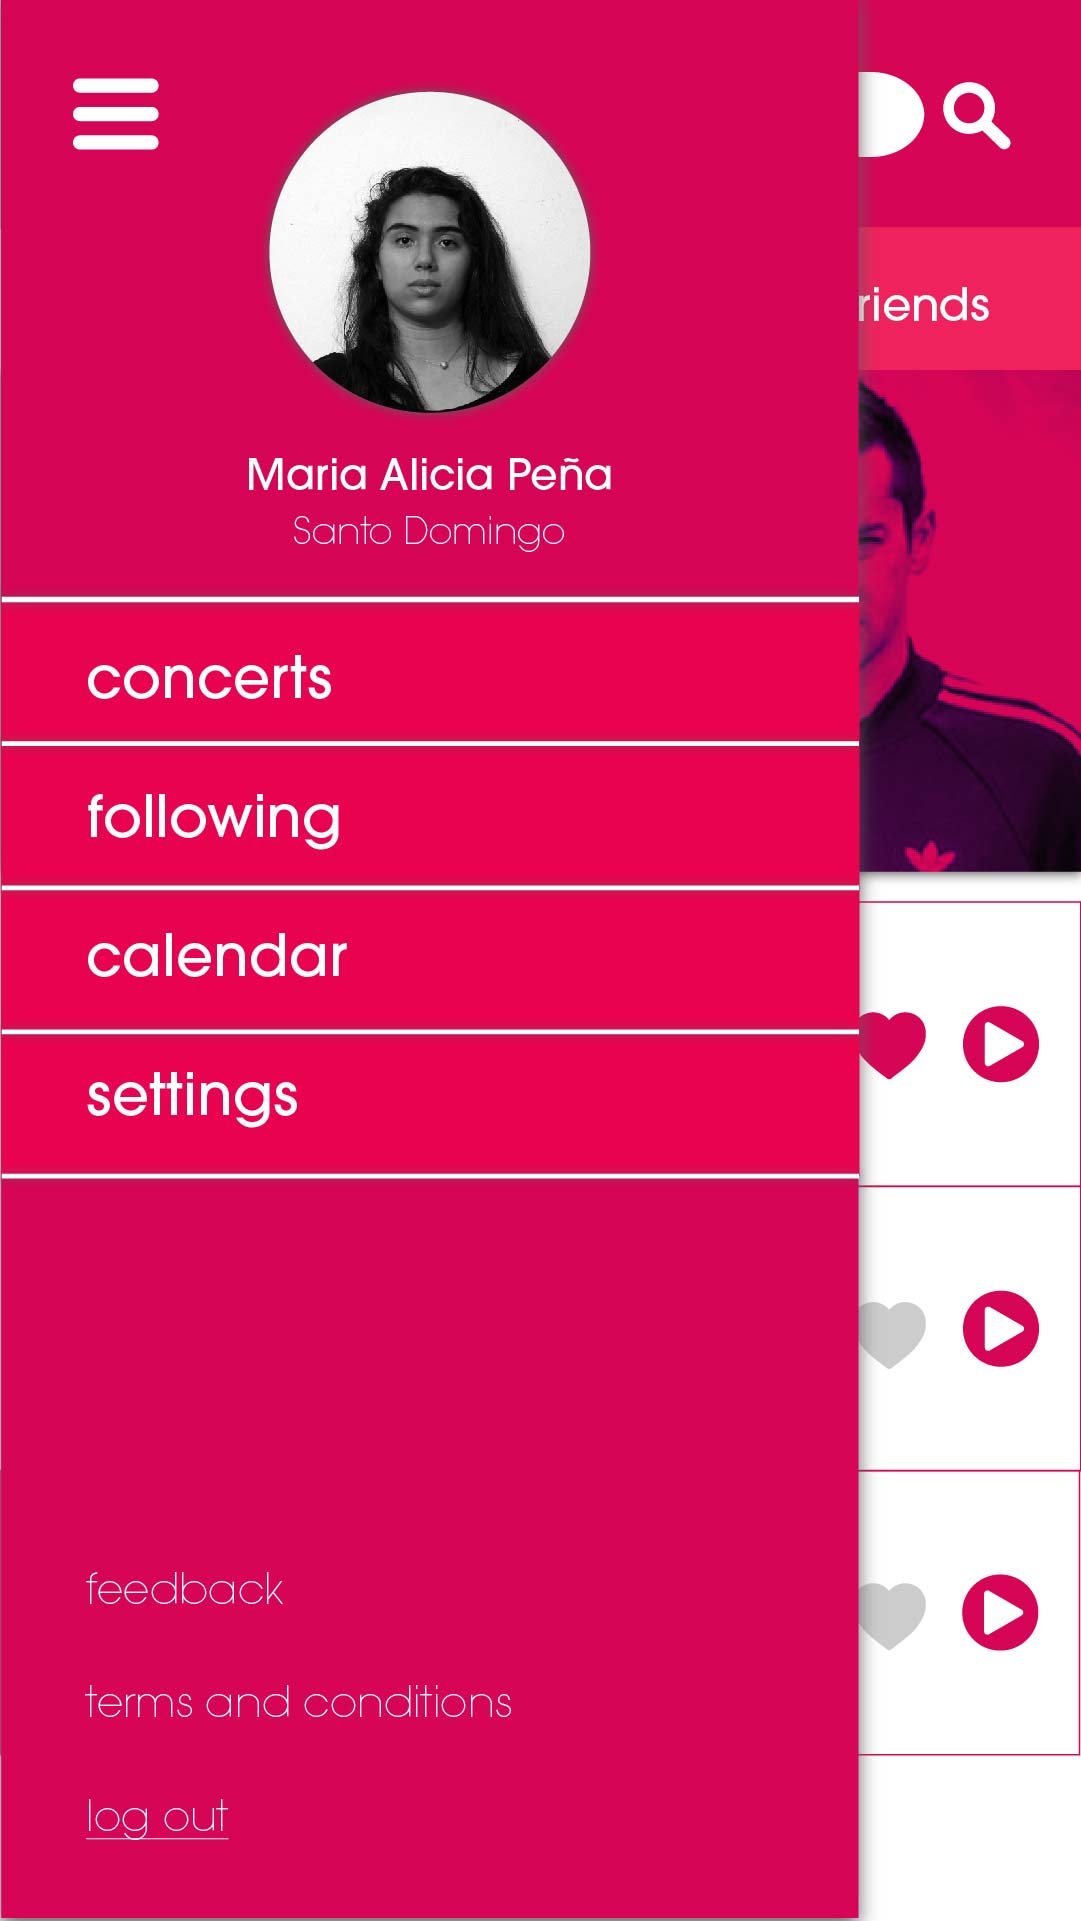 riends
Maria Alicia Peña
Santo Domingo
concerts
following
calendar
settings
feedback
terms and conditions
log out